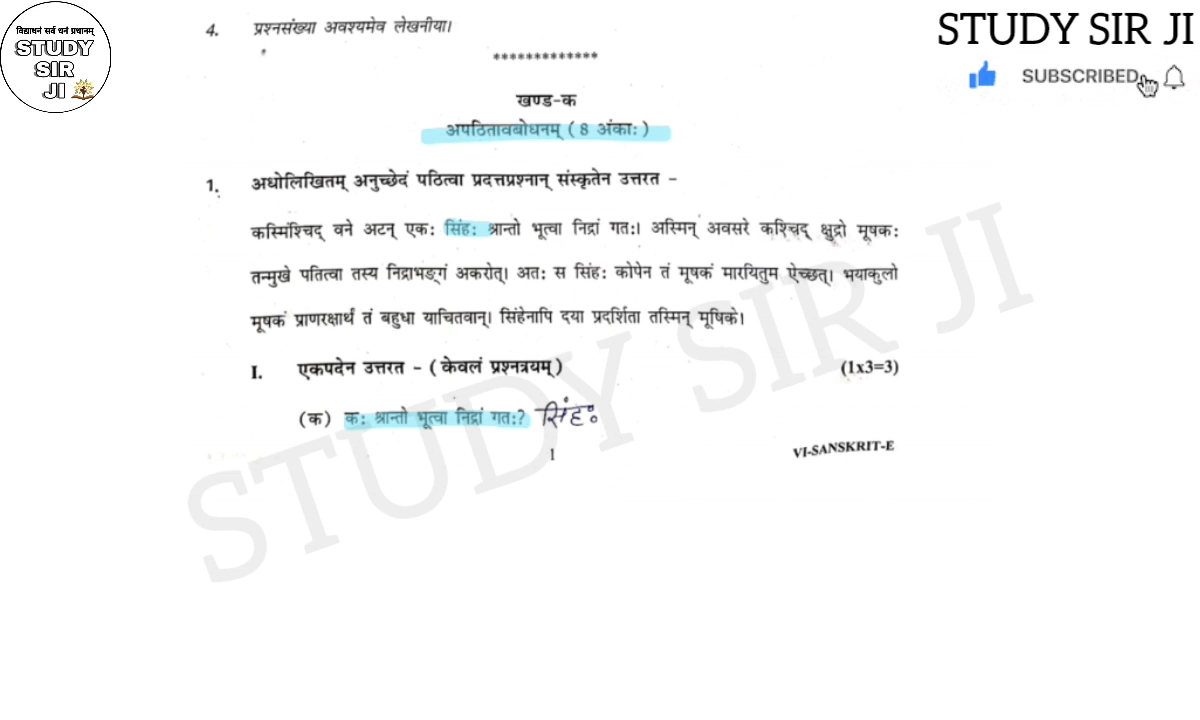 विद्याधनं सर्व धनं प्रधानम्
STUDY
SIR
JI
STUDY SIR JI
SUBSCRIBED
4. प्रश्नसंख्या अवश्यमेव लेखनीया।
*************
खण्ड-क
अपठितावबोधनम् ( 8 अंकाः )
1. अधोलिखितम् अनुच्छेदं पठित्वा प्रदत्तप्रश्नान् संस्कृतेन उत्तरत -
कस्मिंश्चिद् वने अटन् एकः सिंहः श्रान्तो भूत्वा निद्रां गतः। अस्मिन् अवसरे कश्चिद् क्षुद्रो मूषकः
तन्मुखे पतित्वा तस्य निद्राभङ्गं अकरोत्। अतः स सिंहः कोपेन तं मूषकं मारयितुम ऐच्छत्। भयाकुलो
मूषकं प्राणरक्षार्थं तं बहुधा याचितवान्। सिंहेनापि दया प्रदर्शिता तस्मिन् मूषिके।
I. एकपदेन उत्तरत - ( केवलं प्रश्नत्रयम् ) (1x3=3)
(क) कः श्रान्तो भूत्वा निद्रां गतः? सिंहः
1 VI-SANSKRIT-E
STUDY SIR JI